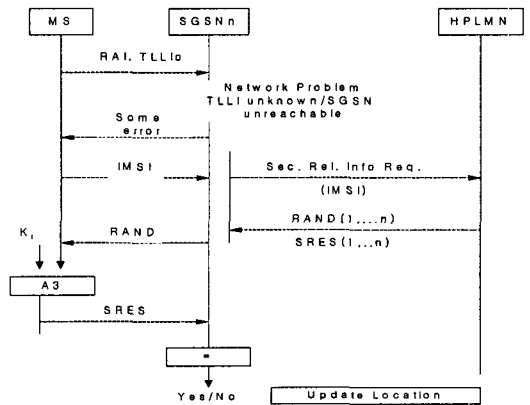 MS
SGSNn
HPLMN
RAI, TLLIo
Network Problem
TLLI unknown/SGSN
unreachable
Some
error
IMSI
Sec. Rel. Info Req.
(IMSI)
RAND(1,...n)
Ki
RAND
SRES(1,..n)
A3
SRES
=
Yes/No
Update Location